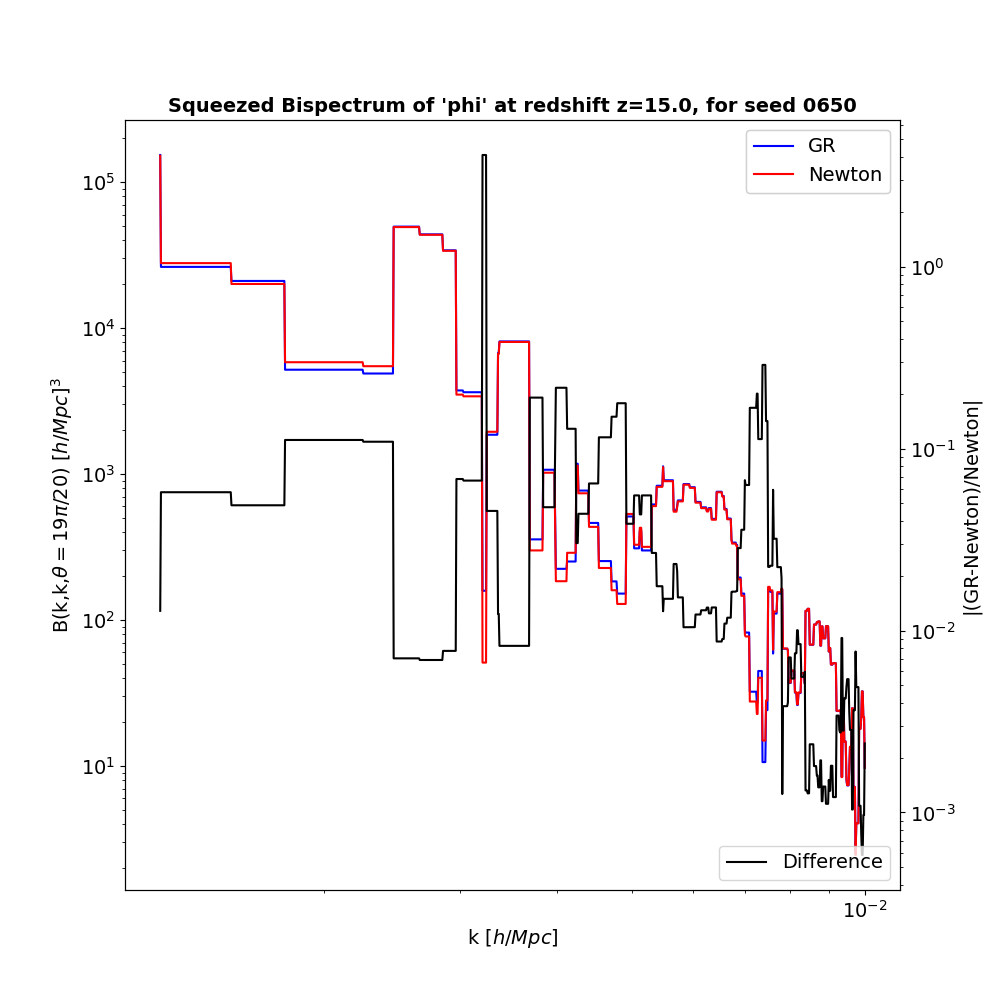 Squeezed Bispectrum of 'phi' at redshift z=15.0, for seed 0650
GR
Newton
10^5
10^4
10^3
10^2
10^1
10^0
10^{-1}
10^{-2}
10^{-3}
B(k,k,θ = 19π/20) [h/Mpc]^3
|(GR-Newton)/Newton|
Difference
10^{-2}
k [h/Mpc]